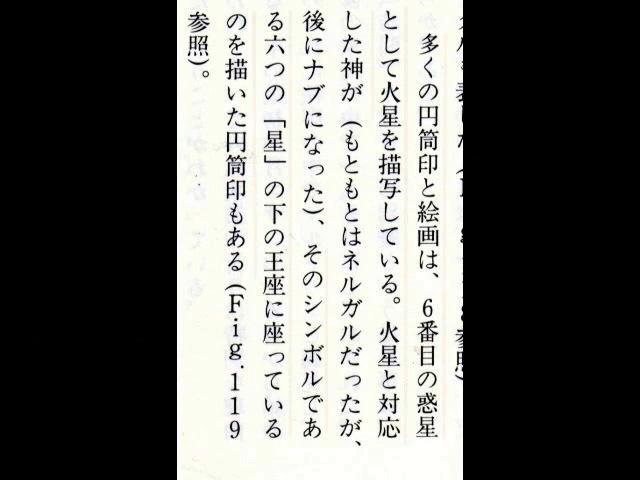 多くの円筒印と絵画は、6番目の惑星
として火星を描写している。火星と対応
した神が(もともとはネルガルだったが、
後にナブになった)、そのシンボルであ
る六つの「星」の下の王座に座っている
のを描いた円筒印もある(Fig.119
参照)。